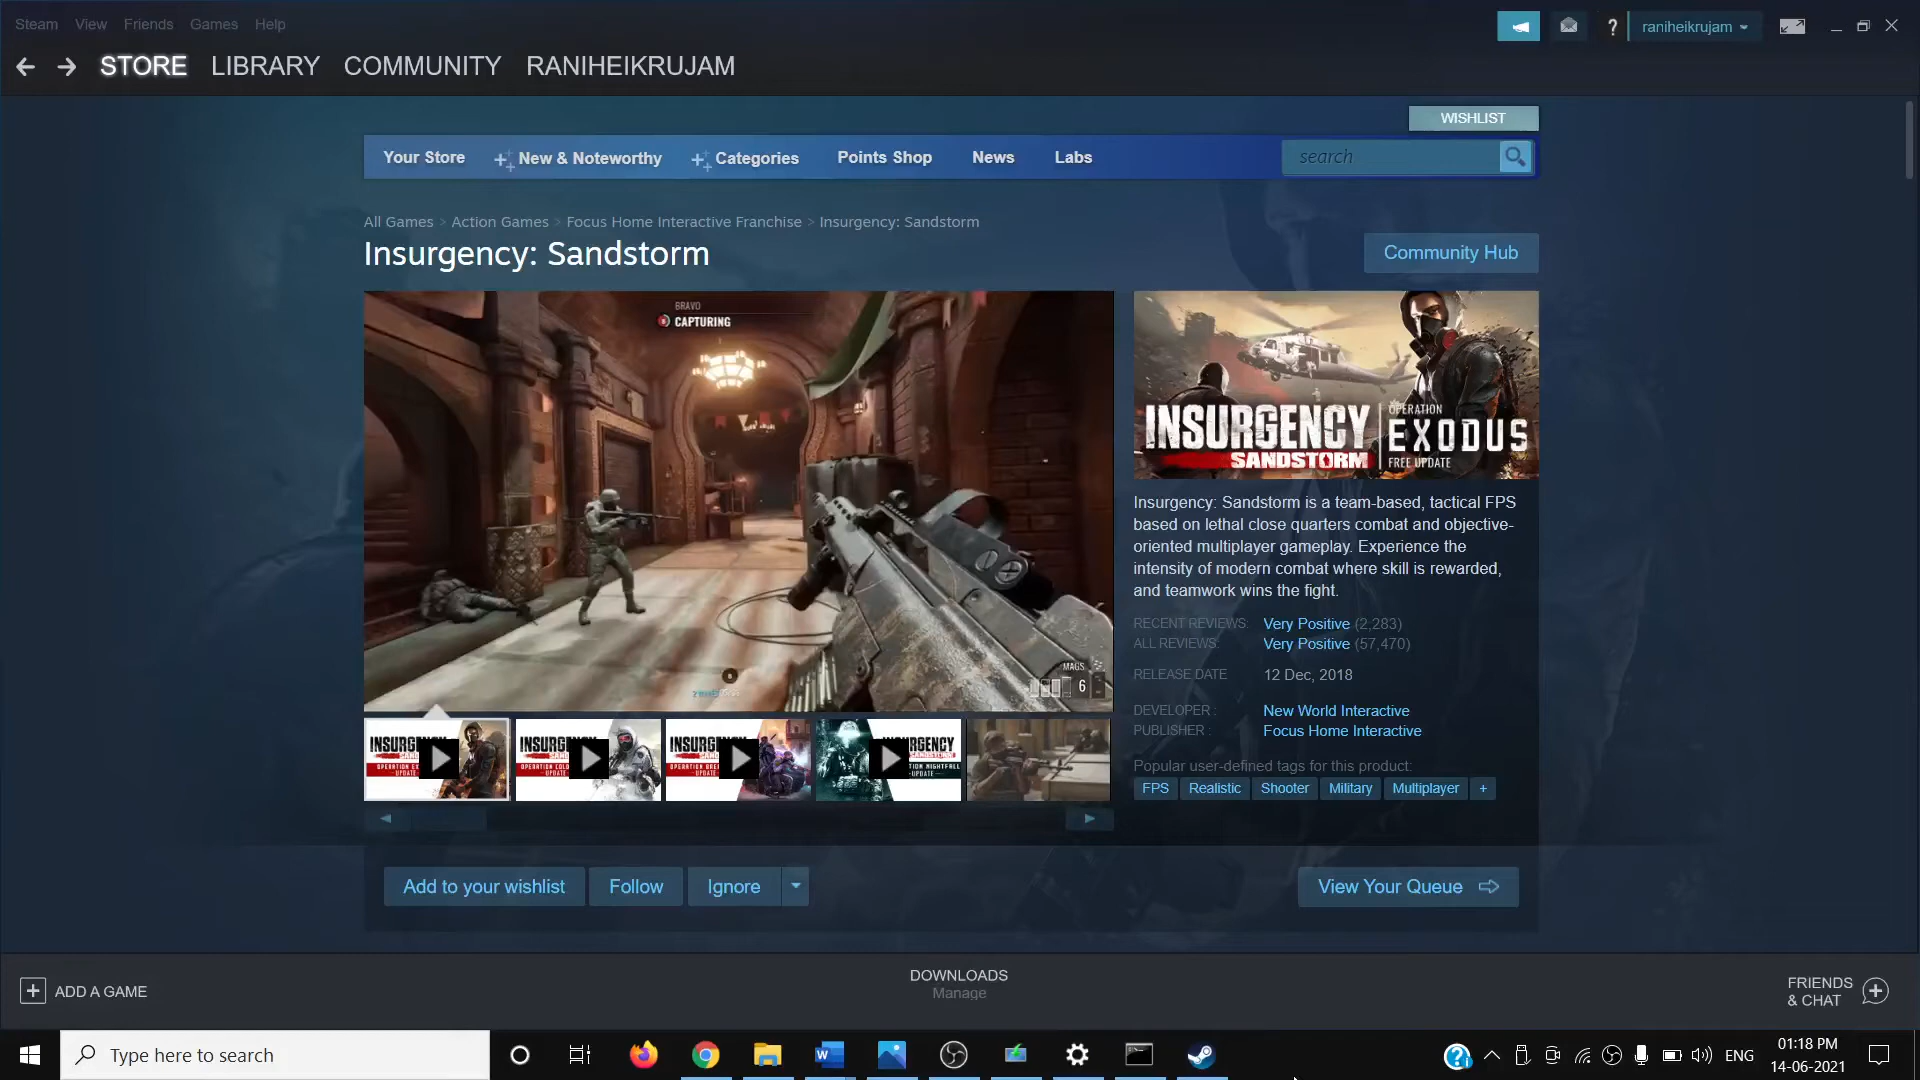 Steam View Friends Games Help
raniheikrujam
STORE LIBRARY COMMUNITY RANIHEIKRUJAM
WISHLIST
Your Store New & Noteworthy Categories Points Shop News Labs search
All Games > Action Games > Focus Home Interactive Franchise > Insurgency: Sandstorm
Insurgency: Sandstorm
Community Hub
BRAVO
CAPTURING
MAGS
6
INSURGENCY
SANDSTORM
OPERATION
EXODUS
FREE UPDATE
Insurgency: Sandstorm is a team-based, tactical FPS
based on lethal close quarters combat and objective-
oriented multiplayer gameplay. Experience the
intensity of modern combat where skill is rewarded,
and teamwork wins the fight.
RECENT REVIEWS: Very Positive (2,283)
ALL REVIEWS: Very Positive (57,470)
RELEASE DATE 12 Dec, 2018
DEVELOPER : New World Interactive
PUBLISHER : Focus Home Interactive
Popular user-defined tags for this product:
FPS Realistic Shooter Military Multiplayer +
Add to your wishlist Follow Ignore View Your Queue
ADD A GAME
DOWNLOADS
Manage
FRIENDS
& CHAT
Type here to search
ENG
01:18 PM
14-06-2021